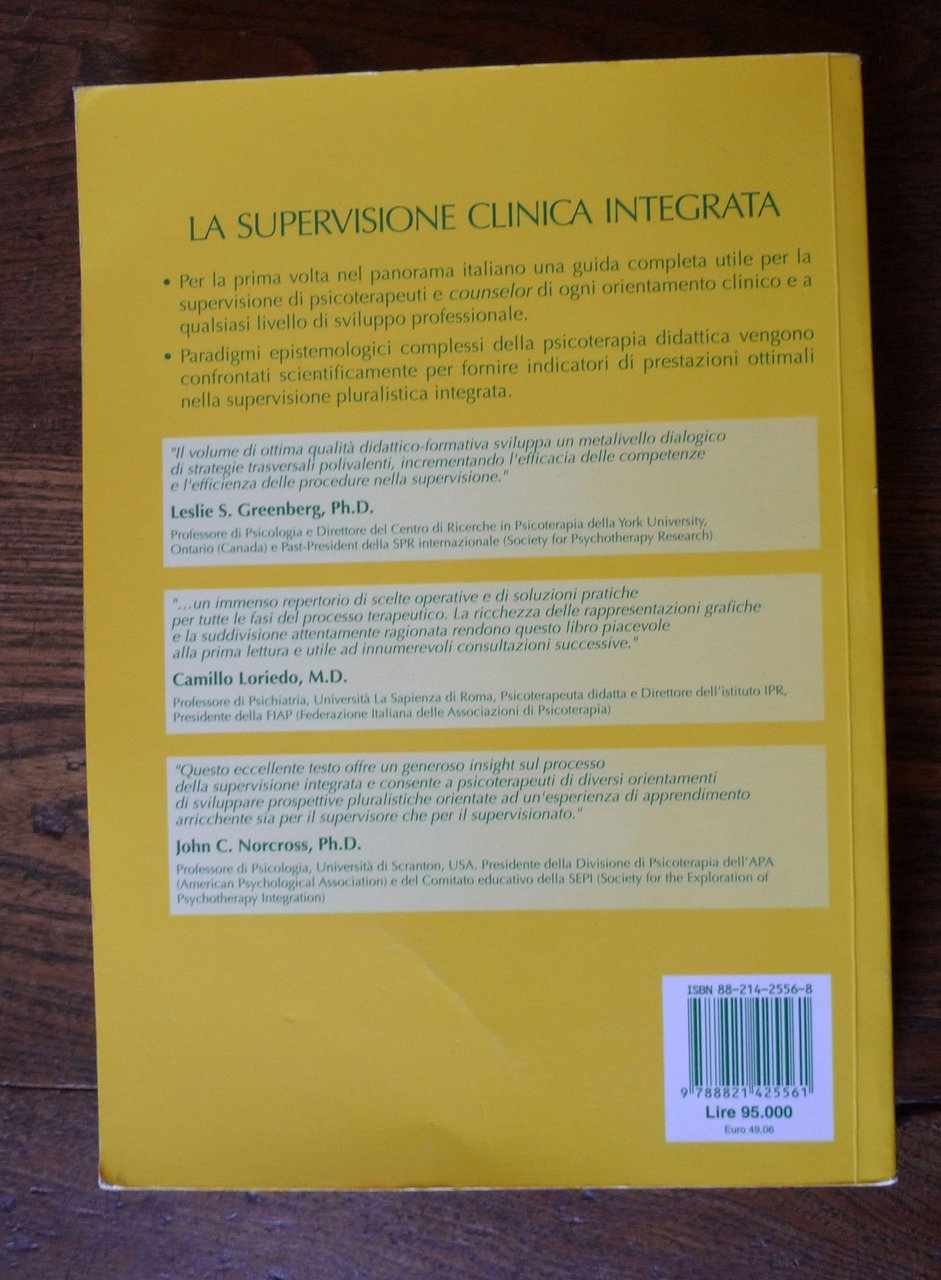 LA SUPERVISIONE CLINICA INTEGRATA
• Per la prima volta nel panorama italiano una guida completa utile per la
supervisione di psicoterapeuti e counselor di ogni orientamento clinico e a
qualsiasi livello di sviluppo professionale.
• Paradigmi epistemologici complessi della psicoterapia didattica vengono
confrontati scientificamente per fornire indicatori di prestazioni ottimali
nella supervisione pluralistica integrata.
"Il volume di ottima qualità didattico-formativa sviluppa un metalivello dialogico
di strategie trasversali polivalenti, incrementando l'efficacia delle competenze
e l'efficienza delle procedure nella supervisione."
Leslie S. Greenberg, Ph.D.
Professore di Psicologia e Direttore del Centro di Ricerche in Psicoterapia della York University,
Ontario (Canada) e Past-President della SPR internazionale (Society for Psychotherapy Research)
"...un immenso repertorio di scelte operative e di soluzioni pratiche
per tutte le fasi del processo terapeutico. La ricchezza delle rappresentazioni grafiche
e la suddivisione attentamente ragionata rendono questo libro piacevole
alla prima lettura e utile ad innumerevoli consultazioni successive."
Camillo Loriedo, M.D.
Professore di Psichiatria, Università La Sapienza di Roma, Psicoterapeuta didatta e Direttore dell'istituto IPR,
Presidente della FIAP (Federazione Italiana delle Associazioni di Psicoterapia)
"Questo eccellente testo offre un generoso insight sul processo
della supervisione integrata e consente a psicoterapeuti di diversi orientamenti
di sviluppare prospettive pluralistiche orientate ad un'esperienza di apprendimento
arricchente sia per il supervisore che per il supervisionato."
John C. Norcross, Ph.D.
Professore di Psicologia, Università di Scranton, USA. Presidente della Divisione di Psicoterapia dell'APA
(American Psychological Association) e del Comitato educativo della SEPI (Society for the Exploration of
Psychotherapy Integration)
ISBN 88-214-2556-8
9 788821 425561
Lire 95.000
Euro 49,06